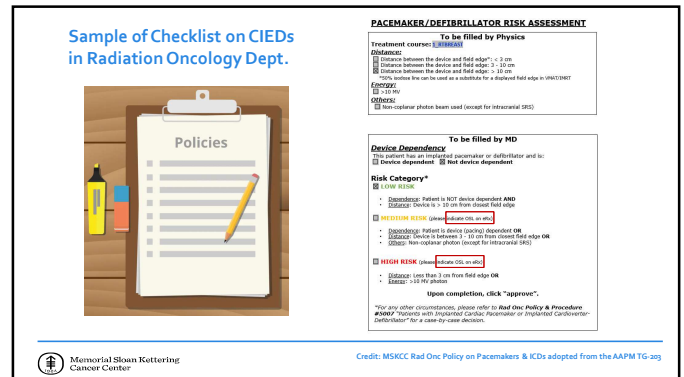 Sample of Checklist on CIEDs
in Radiation Oncology Dept.
Policies
PACEMAKER/DEFIBRILLATOR RISK ASSESSMENT
To be filled by Physics
Treatment course: 1_RTBREAST
Distance:
Distance between the device and field edge*: < 3 cm
Distance between the device and field edge: 3 - 10 cm
Distance between the device and field edge: > 10 cm
*50% isodose line can be used as a substitute for a displayed field edge in VMAT/IMRT
Energy:
>10 MV
Others:
Non-coplanar photon beam used (except for intracranial SRS)
To be filled by MD
Device Dependency
This patient has an implanted pacemaker or defibrillator and is:
Device dependent Not device dependent
Risk Category*
LOW RISK
• Dependence: Patient is NOT device dependent AND
• Distance: Device is > 10 cm from closest field edge
MEDIUM RISK (please indicate OSL on eRx)
• Dependence: Patient is device (pacing) dependent OR
• Distance: Device is between 3 - 10 cm from closest field edge OR
• Others: Non-coplanar photon (except for intracranial SRS)
HIGH RISK (please indicate OSL on eRx)
• Distance: Less than 3 cm from field edge OR
• Energy: >10 MV photon
Upon completion, click "approve".
*For any other circumstances, please refer to Rad Onc Policy & Procedure
#5007 "Patients with Implanted Cardiac Pacemaker or Implanted Cardioverter-
Defibrillator" for a case-by-case decision.
Memorial Sloan Kettering
Cancer Center
Credit: MSKCC Rad Onc Policy on Pacemakers & ICDs adopted from the AAPM TG-203